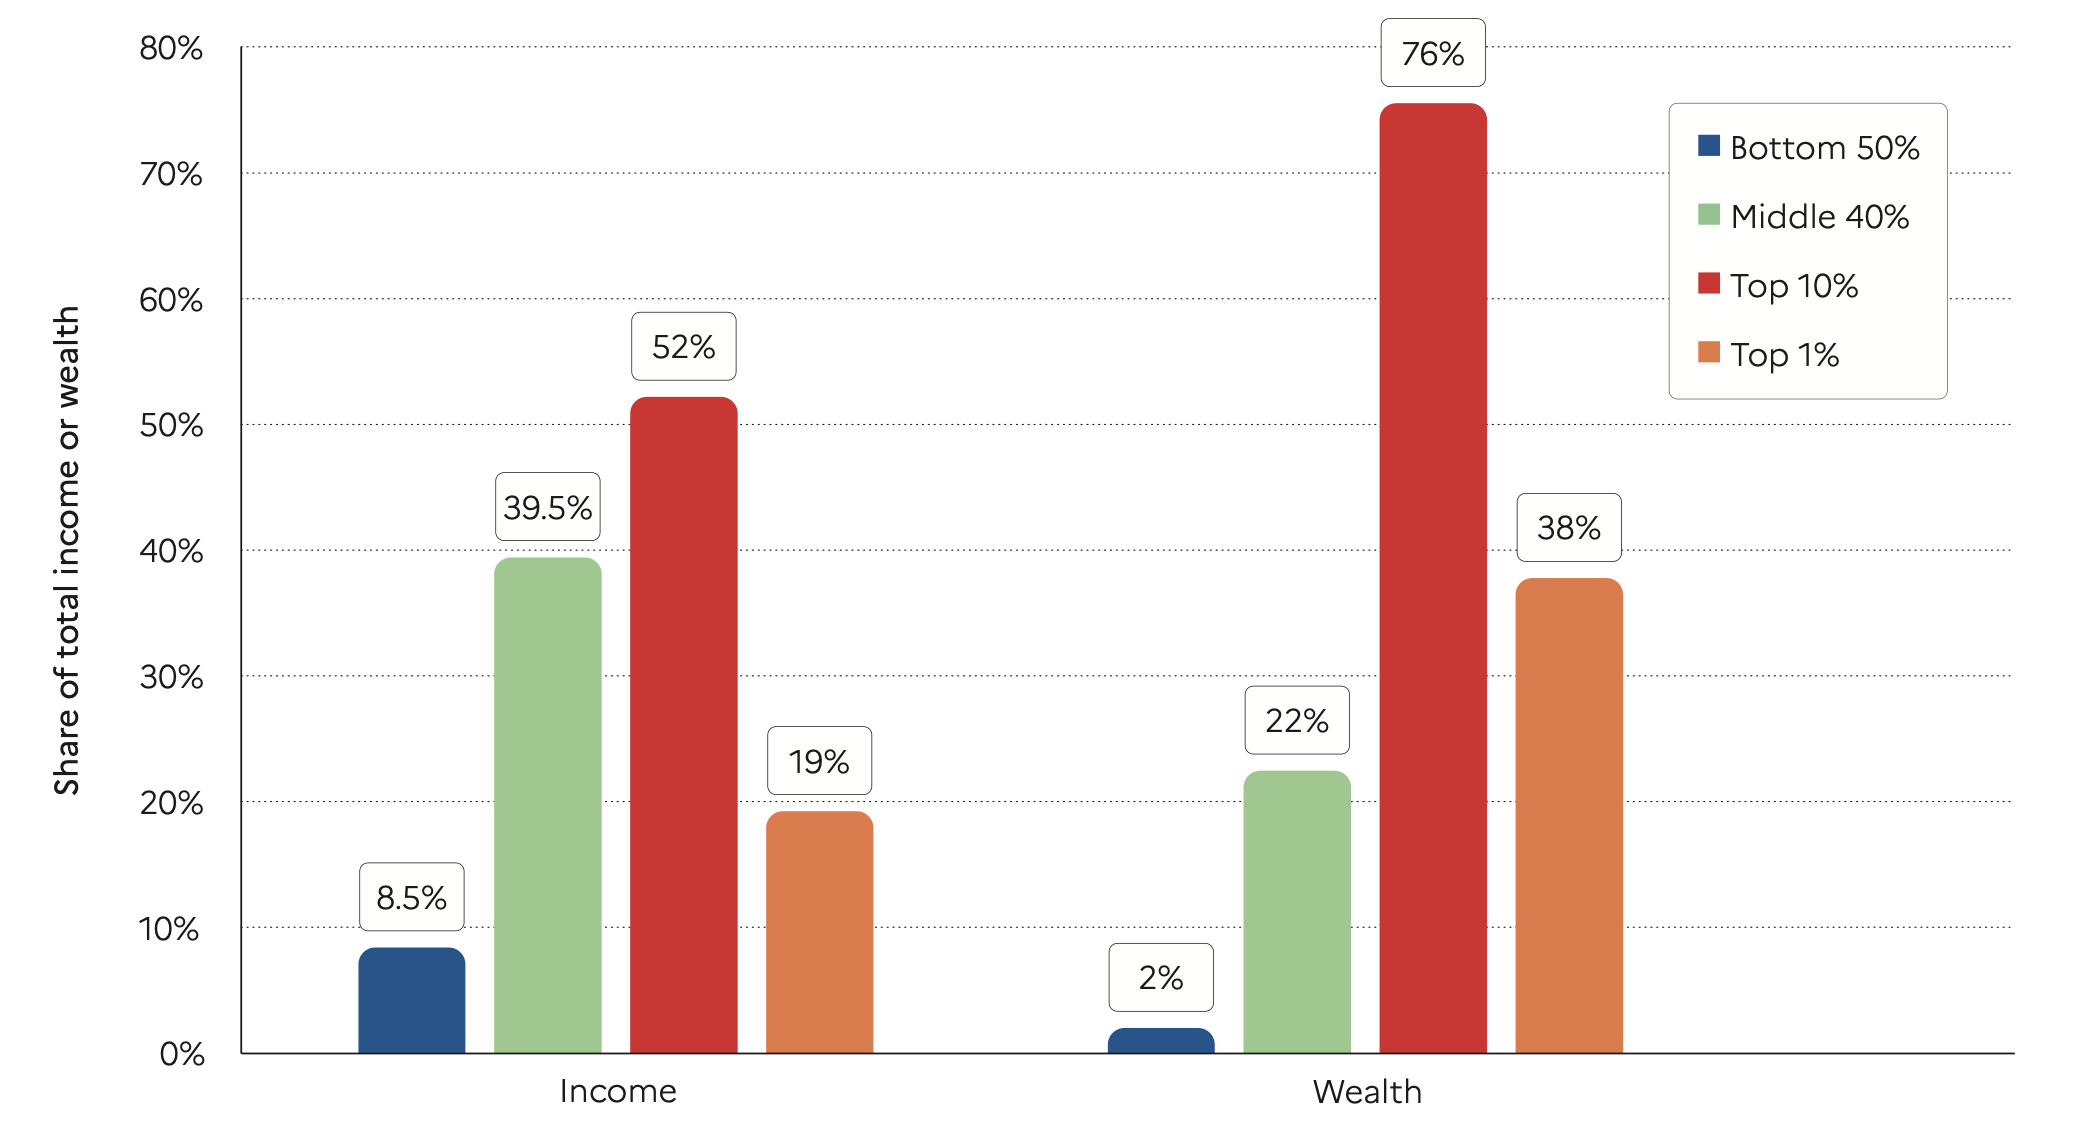 Share of total income or wealth
80%
70%
60%
50%
40%
30%
20%
10%
0%
8.5%
39.5%
52%
19%
2%
22%
76%
38%
Income
Wealth
Bottom 50%
Middle 40%
Top 10%
Top 1%